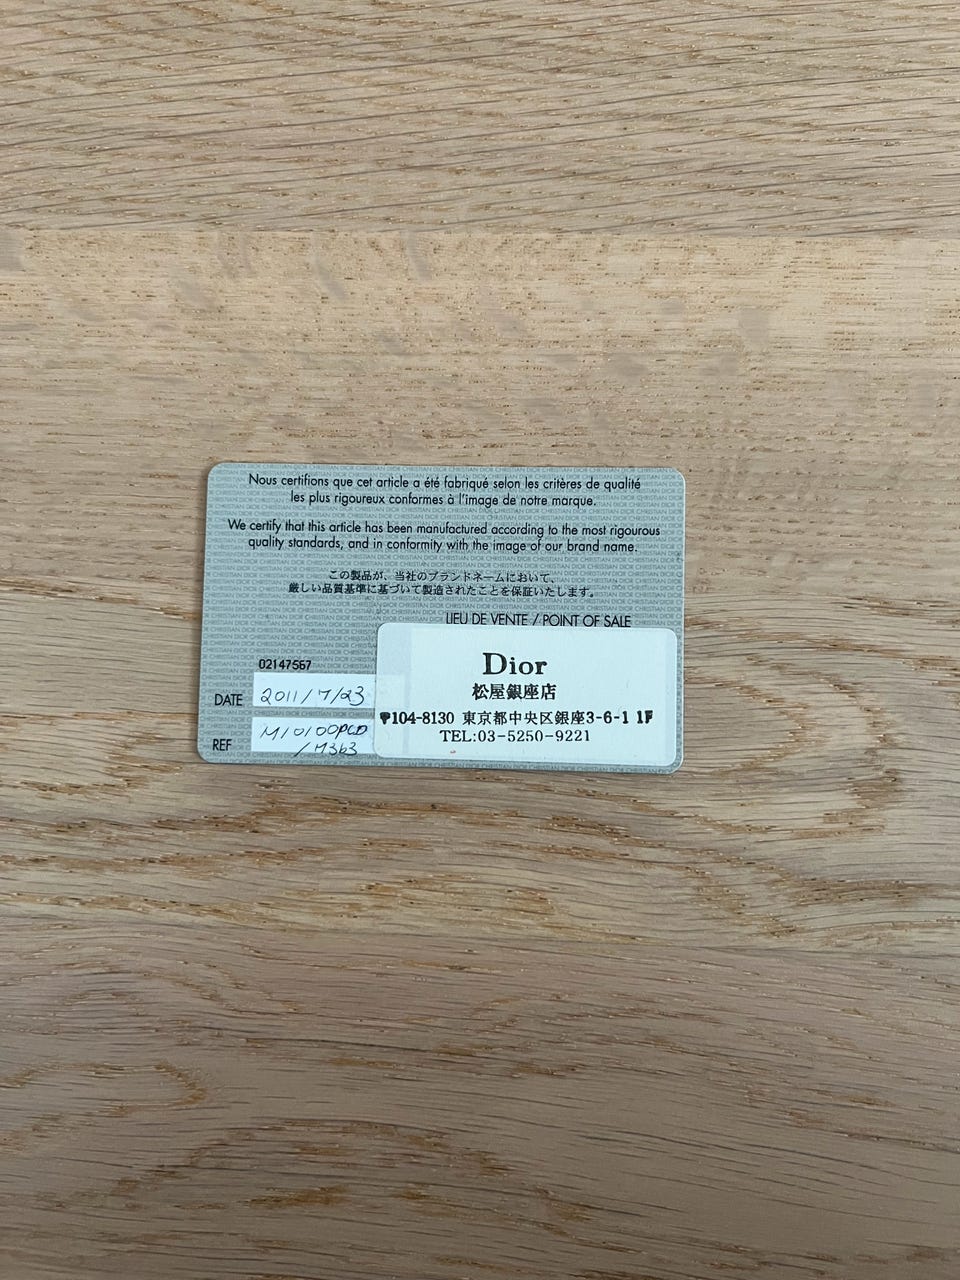 Nous certifions que cet article a été fabriqué selon les critères de qualité
les plus rigoureux conformes à l'image de notre marque.
We certify that this article has been manufactured according to the most rigourous
quality standards, and in conformity with the image of our brand name.
この製品が、当社のブランドネームにおいて、
厳しい品質基準に基づいて製造されたことを保証いたします。
LIEU DE VENTE / POINT OF SALE
Dior
松屋銀座店
〒104-8130 東京都中央区銀座3-6-1 1F
TEL:03-5250-9221
02147567
DATE 2011/7/23
REF M10100PCD
/M363